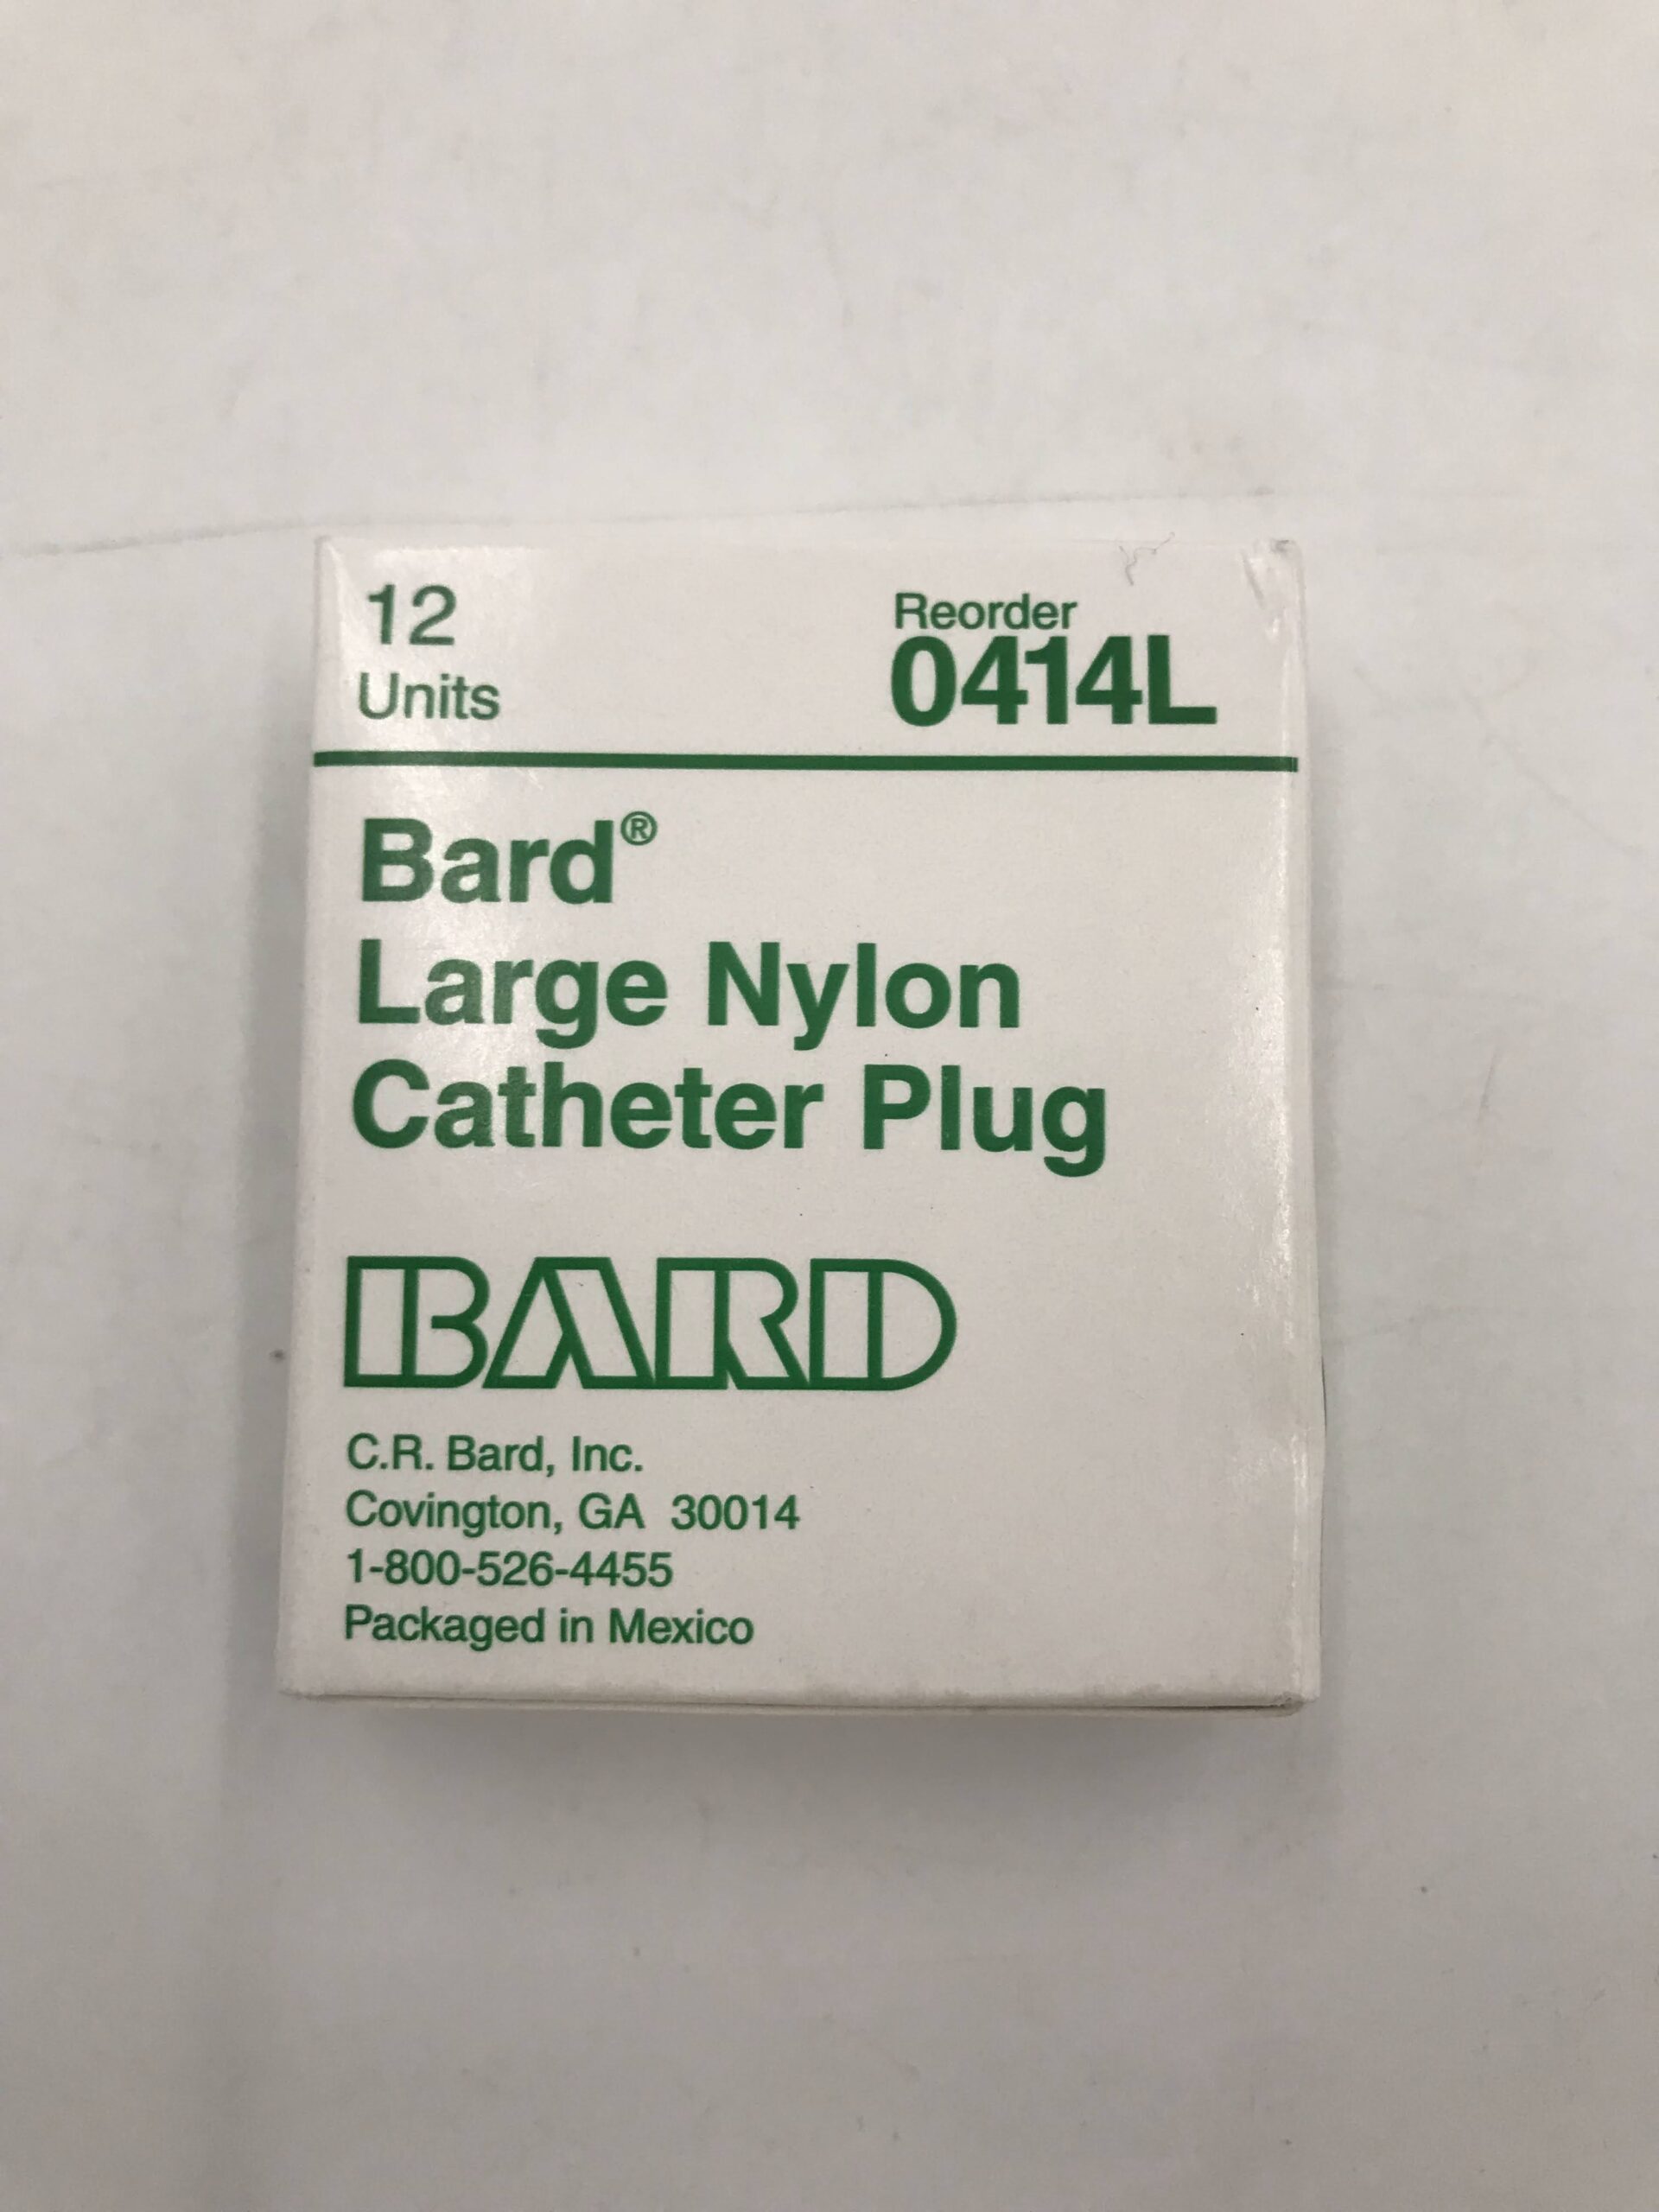 12
Units
Reorder
0414L
Bard®
Large Nylon
Catheter Plug
BARD
C.R. Bard, Inc.
Covington, GA 30014
1-800-526-4455
Packaged in Mexico